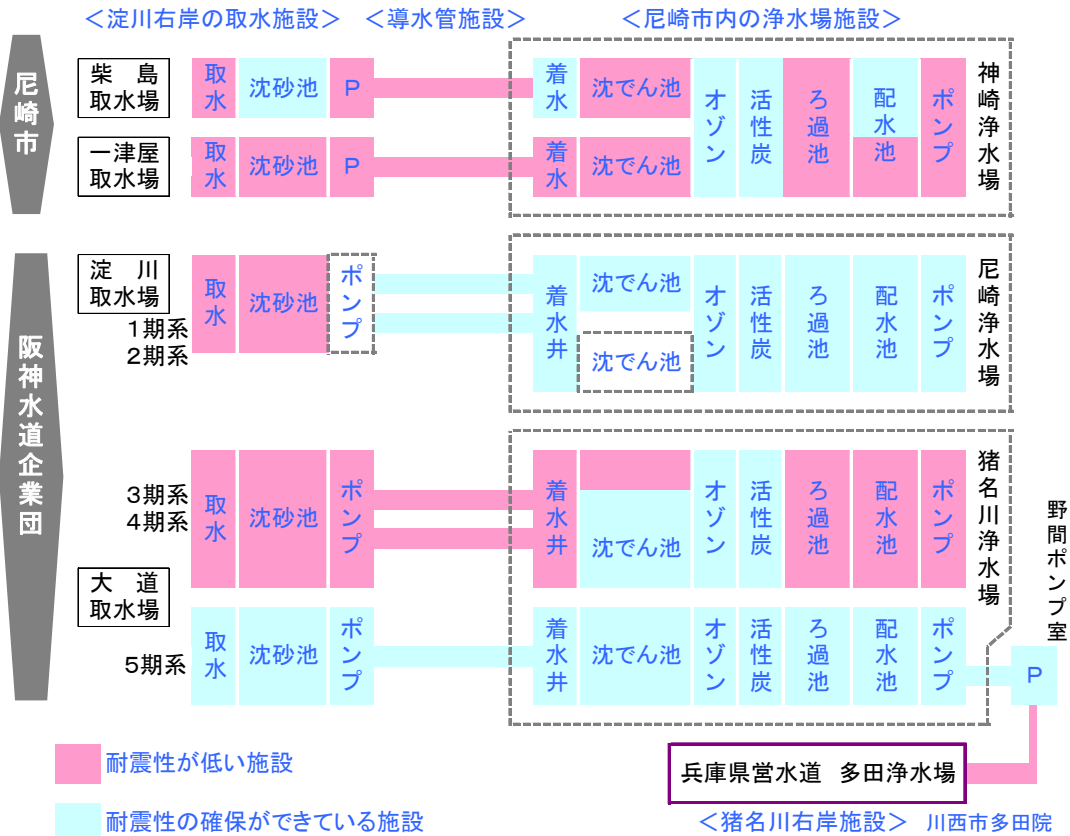 ＜淀川右岸の取水施設＞ ＜導水管施設＞ ＜尼崎市内の浄水場施設＞
尼崎市
柴島
取水場
取水 沈砂池 P 着水 沈でん池
一津屋
取水場
取水 沈砂池 P 着水 沈でん池
オゾン 活性炭 ろ過池 配水池 ポンプ
神崎浄水場
阪神水道企業団
淀川
取水場
1期系
2期系
取水 沈砂池 ポンプ 着水井 沈でん池
沈でん池
オゾン 活性炭 ろ過池 配水池 ポンプ
尼崎浄水場
3期系
4期系
取水 沈砂池 ポンプ 着水井 沈でん池 オゾン 活性炭 ろ過池 配水池 ポンプ
猪名川浄水場
大道
取水場
5期系
取水 沈砂池 ポンプ 着水井 沈でん池 オゾン 活性炭 ろ過池 配水池 ポンプ
野間ポンプ室
P
耐震性が低い施設
耐震性の確保ができている施設
兵庫県営水道 多田浄水場
＜猪名川右岸施設＞ 川西市多田院